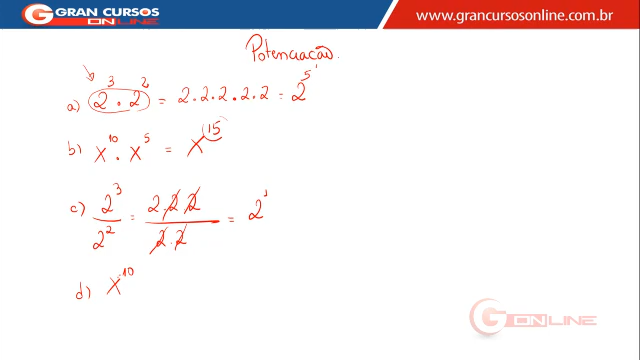 GRAN CURSOS
ONLINE
www.grancursosonline.com.br
Potenciação.
a) 2³ · 2² = 2 · 2 · 2 · 2 · 2 = 2⁵
b) x¹⁰ · x⁵ = x¹⁵
c) 2³/2² = 2·2·2/2·2 = 2¹
d) x¹⁰
G ONLINE